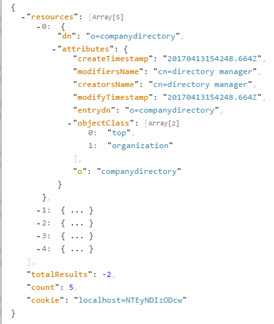 {
"resources": [Array[5]
-0: {
"dn": "o=companydirectory",
"attributes": {
"createTimestamp": "20170413154248.664Z",
"modifiersName": "cn=directory manager",
"creatorsName": "cn=directory manager",
"modifyTimestamp": "20170413154248.664Z",
"entrydn": "o=companydirectory",
-"objectClass": [Array[2]
0: "top",
1: "organization"
],
"o": "companydirectory"
}
},
-1: { ... }
-2: { ... }
-3: { ... }
-4: { ... }
],
"totalResults": -2,
"count": 5,
"cookie": "localhost=NTEyNDI:ODcw"
}